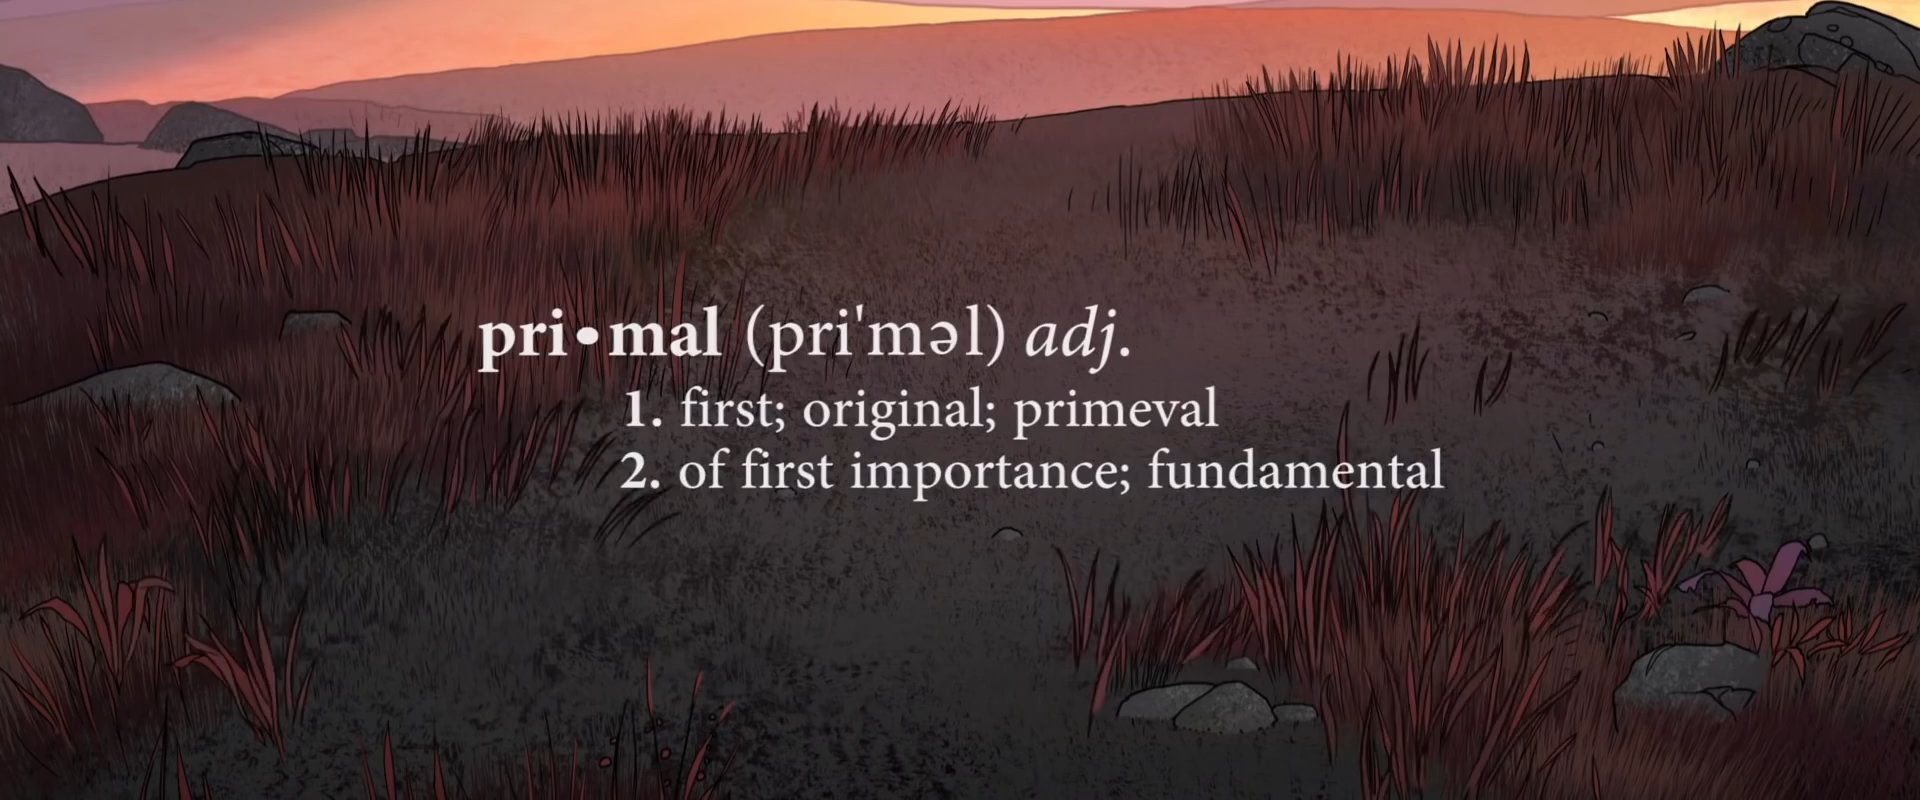 pri•mal (pri'məl) adj.
1. first; original; primeval
2. of first importance; fundamental